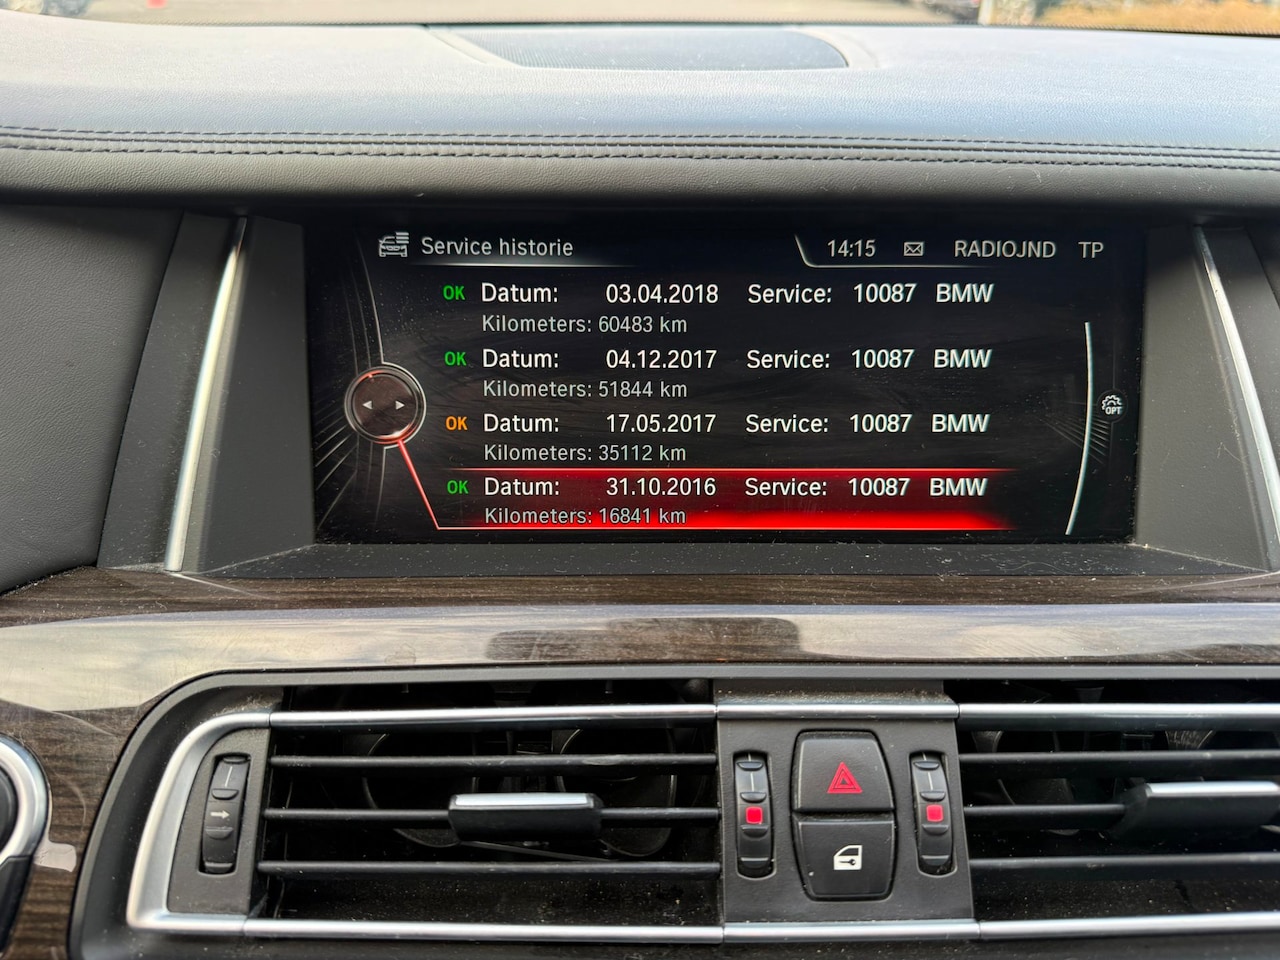 Service historie 14:15 RADIOJND TP
OK Datum: 03.04.2018 Service: 10087 BMW
Kilometers: 60483 km
OK Datum: 04.12.2017 Service: 10087 BMW
Kilometers: 51844 km
OPT
OK Datum: 17.05.2017 Service: 10087 BMW
Kilometers: 35112 km
OK Datum: 31.10.2016 Service: 10087 BMW
Kilometers: 16841 km